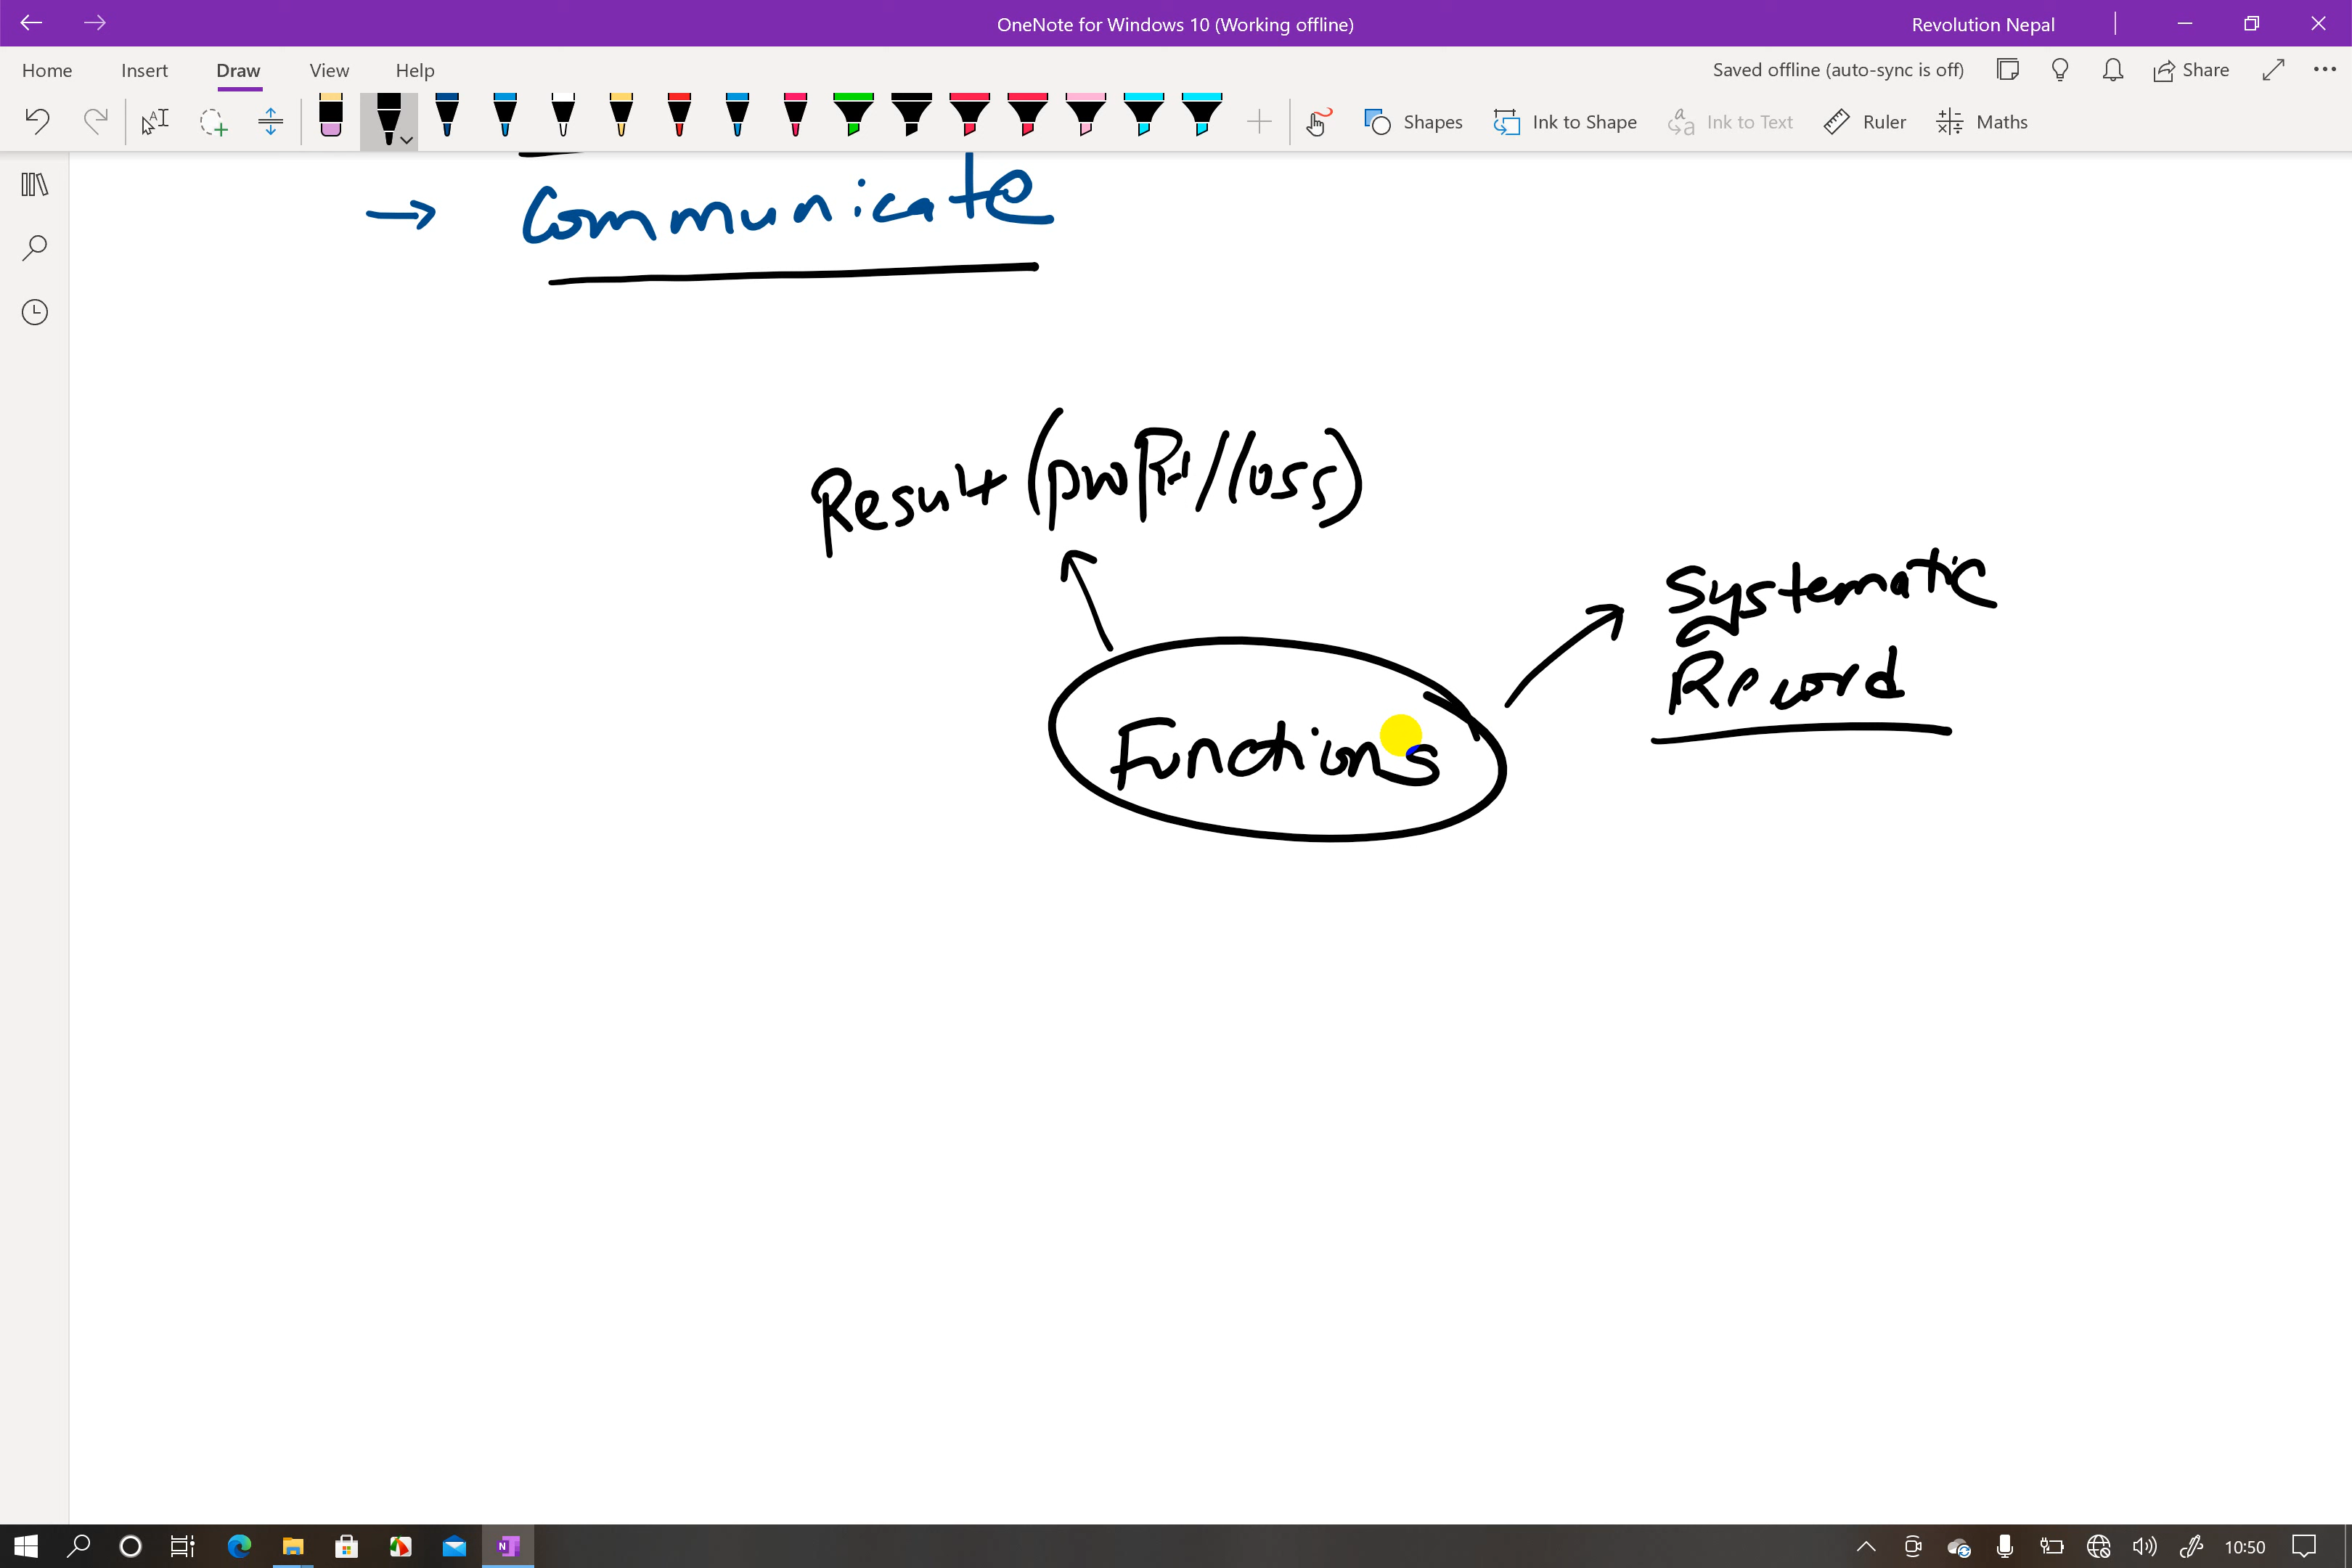 OneNote for Windows 10 (Working offline)
Revolution Nepal
Home Insert Draw View Help
Saved offline (auto-sync is off) Share
Shapes Ink to Shape Ink to Text Ruler Maths
→ Communicate
Result (profit/loss)
Systematic
Record
Functions
10:50